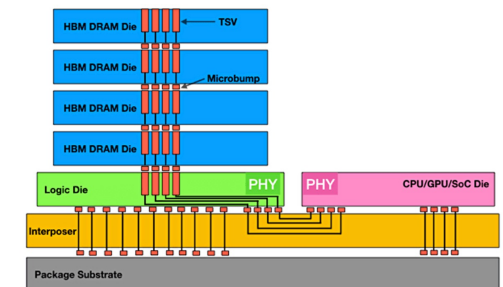 HBM DRAM Die
TSV
HBM DRAM Die
Microbump
HBM DRAM Die
HBM DRAM Die
Logic Die
PHY
PHY
CPU/GPU/SoC Die
Interposer
Package Substrate